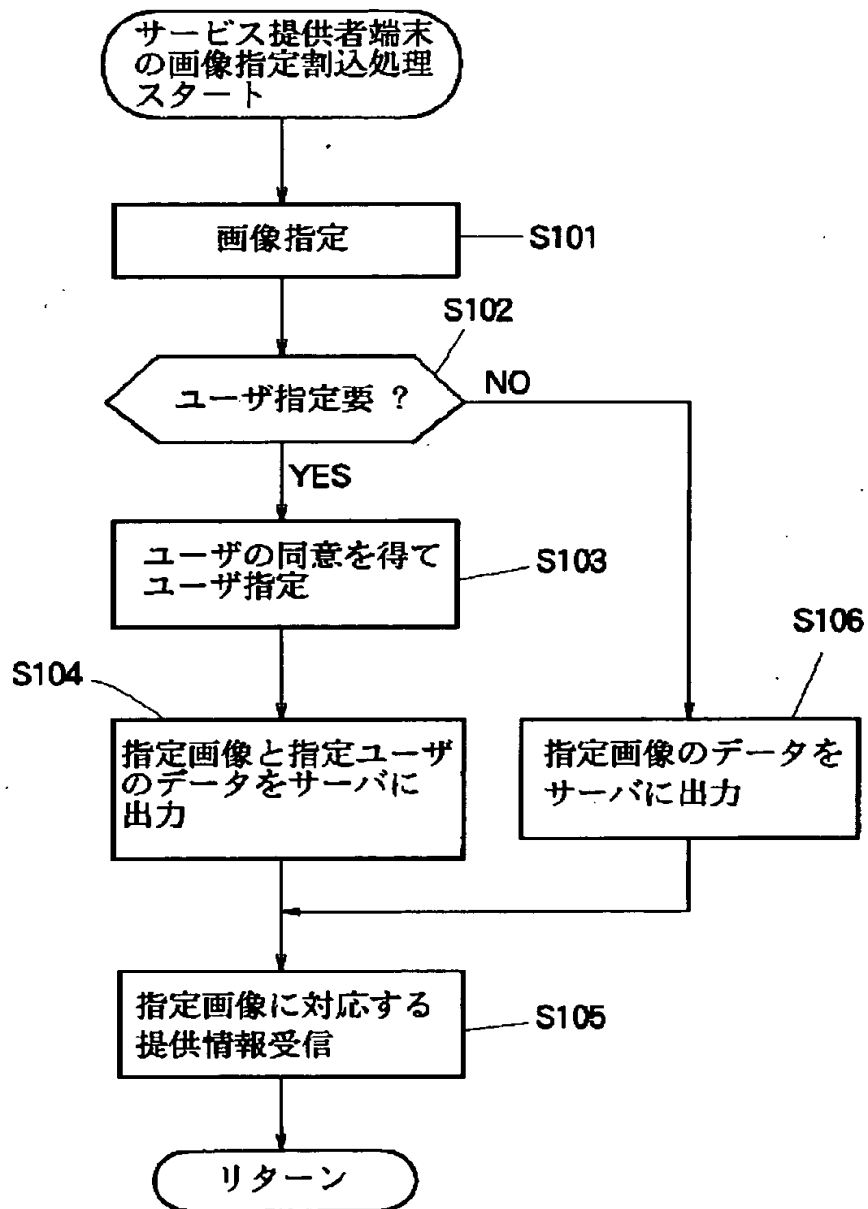 サービス提供者端末
の画像指定割込処理
スタート
画像指定
S101
S102
ユーザ指定要 ?
NO
YES
ユーザの同意を得て
ユーザ指定
S103
S106
S104
指定画像と指定ユーザ
のデータをサーバに
出力
指定画像のデータを
サーバに出力
指定画像に対応する
提供情報受信
S105
リターン